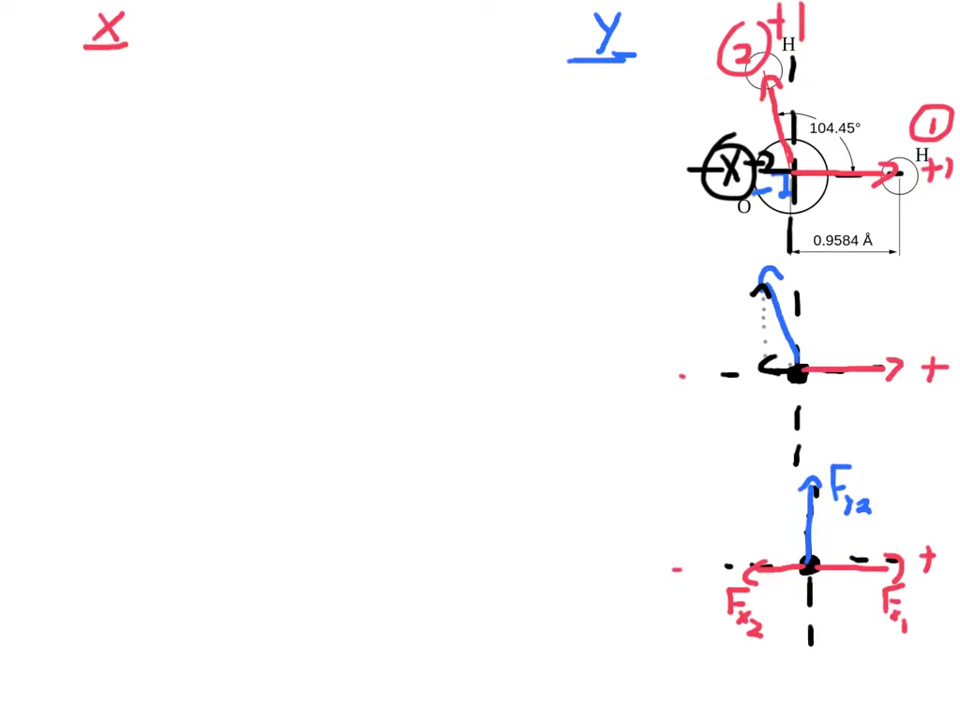 X
Y
2 +1
H
104.45°
1
H +1
X -2
O
0.9584 Å
- +
F y2
- +
F x2 F x1